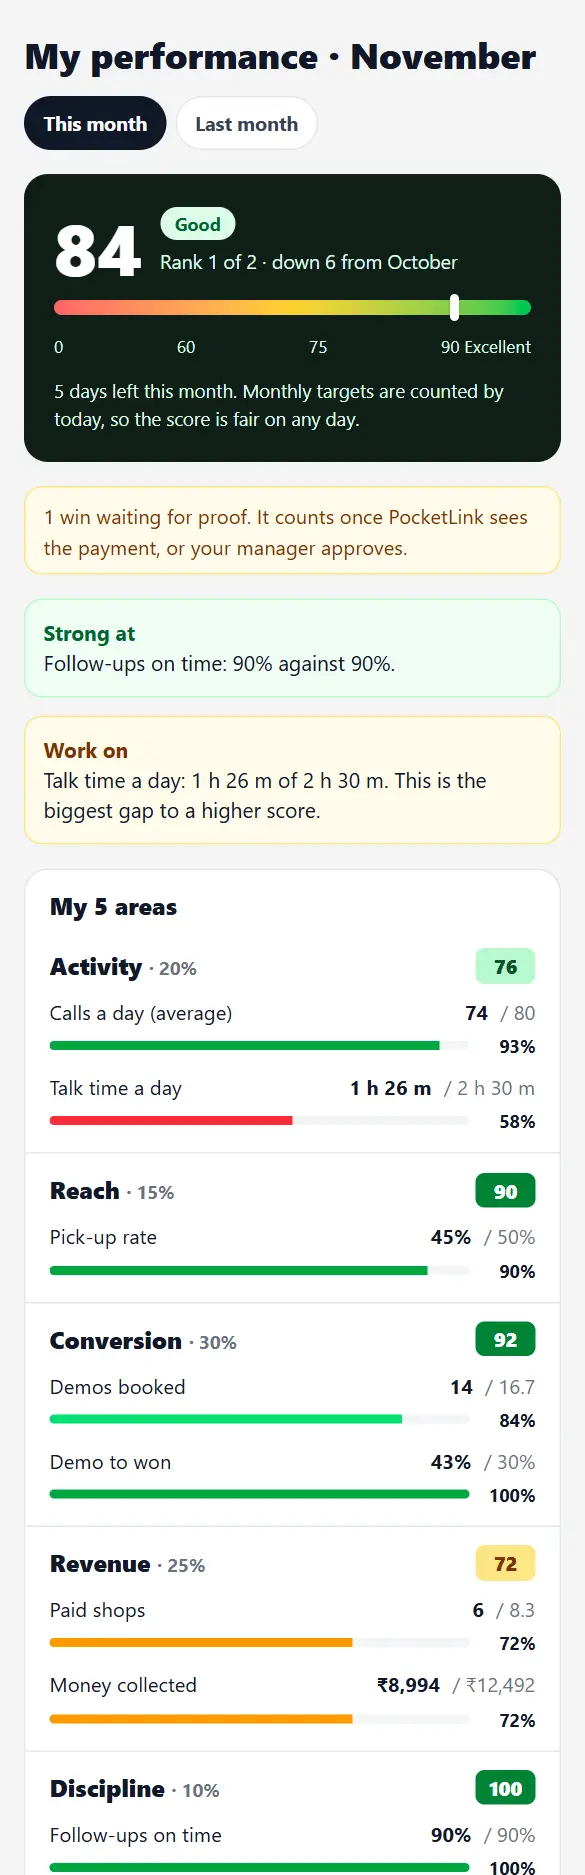 My performance · November
This month
Last month
84
Good
Rank 1 of 2 · down 6 from October
0 60 75 90 Excellent
5 days left this month. Monthly targets are counted by
today, so the score is fair on any day.
1 win waiting for proof. It counts once PocketLink sees
the payment, or your manager approves.
Strong at
Follow-ups on time: 90% against 90%.
Work on
Talk time a day: 1 h 26 m of 2 h 30 m. This is the
biggest gap to a higher score.
My 5 areas
Activity · 20% 76
Calls a day (average) 74 / 80
93%
Talk time a day 1 h 26 m / 2 h 30 m
58%
Reach · 15% 90
Pick-up rate 45% / 50%
90%
Conversion · 30% 92
Demos booked 14 / 16.7
84%
Demo to won 43% / 30%
100%
Revenue · 25% 72
Paid shops 6 / 8.3
72%
Money collected ₹8,994 / ₹12,492
72%
Discipline · 10% 100
Follow-ups on time 90% / 90%
100%